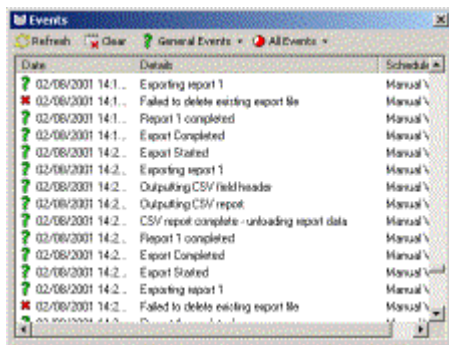 Events
Refresh Clear General Events All Events
Date Details Schedule
02/08/2001 14:1... Exporting report 1 Manual
02/08/2001 14:1... Failed to delete existing export file Manual
02/08/2001 14:1... Report 1 completed Manual
02/08/2001 14:1... Export Completed Manual
02/08/2001 14:2... Export Started Manual
02/08/2001 14:2... Exporting report 1 Manual
02/08/2001 14:2... Outputting CSV field header Manual
02/08/2001 14:2... Outputting CSV report Manual
02/08/2001 14:2... CSV report complete - unloading report data Manual
02/08/2001 14:2... Report 1 completed Manual
02/08/2001 14:2... Export Completed Manual
02/08/2001 14:2... Export Started Manual
02/08/2001 14:2... Exporting report 1 Manual
02/08/2001 14:2... Failed to delete existing export file Manual